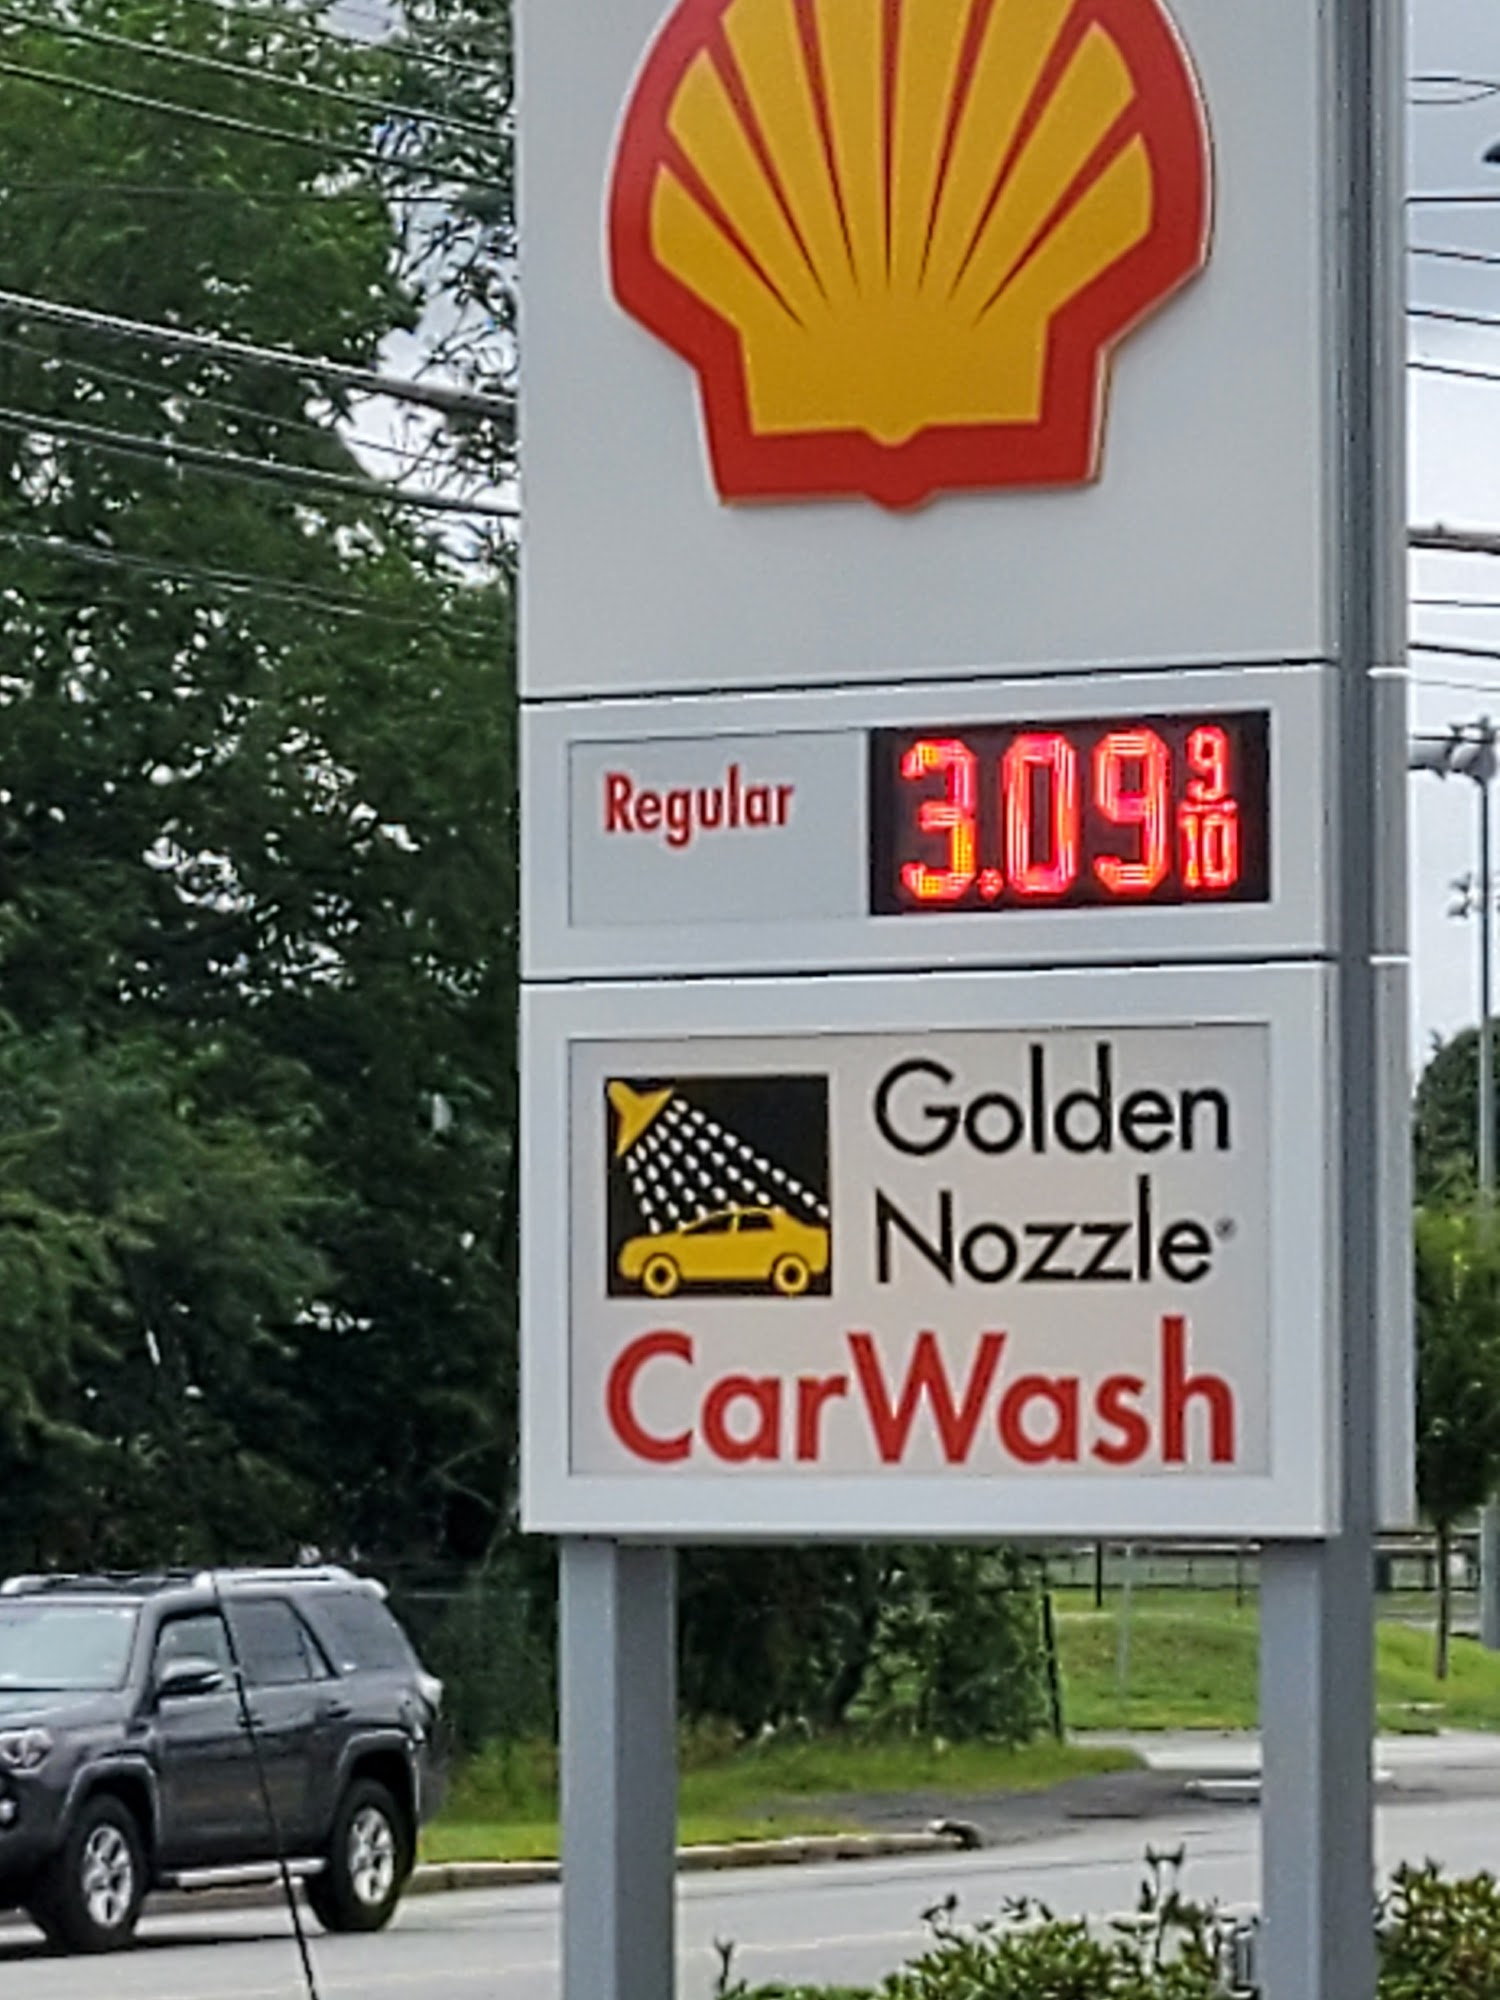 Regular 3.09 9/10
Golden
Nozzle®
CarWash